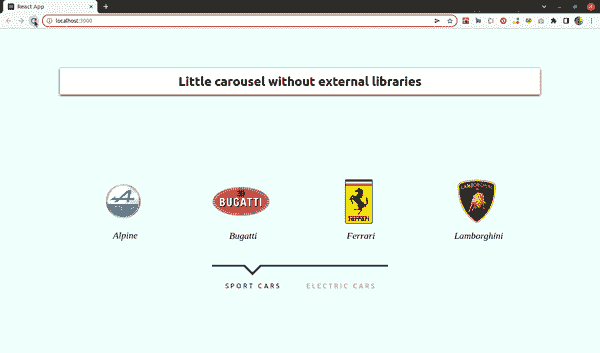 React App
localhost:3000
Little carousel without external libraries
BUGATTI
Ferrari
LAMBORGHINI
Alpine
Bugatti
Ferrari
Lamborghini
SPORT CARS
ELECTRIC CARS